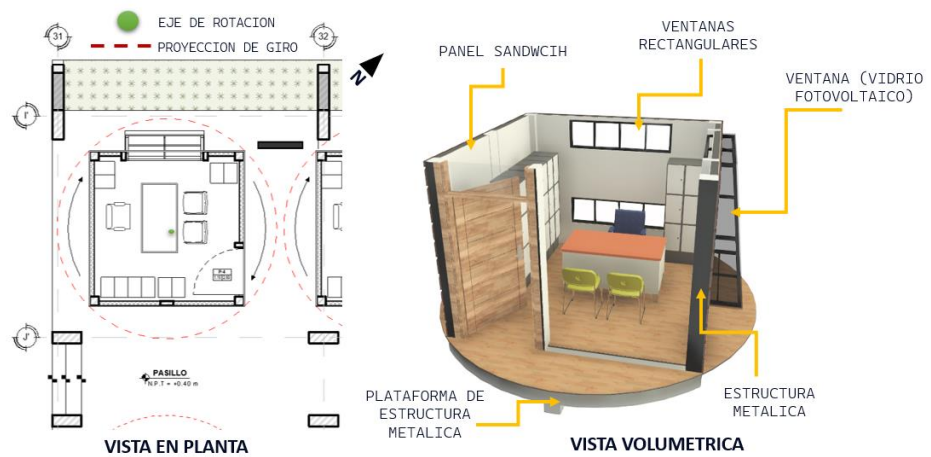 31
EJE DE ROTACION
32
PROYECCION DE GIRO
N
P-4
PASILLO
N.P.T = +0.40 m
VISTA EN PLANTA
PANEL SANDWCIH
VENTANAS
RECTANGULARES
VENTANA (VIDRIO
FOTOVOLTAICO)
PLATAFORMA DE
ESTRUCTURA
METALICA
ESTRUCTURA
METALICA
VISTA VOLUMETRICA